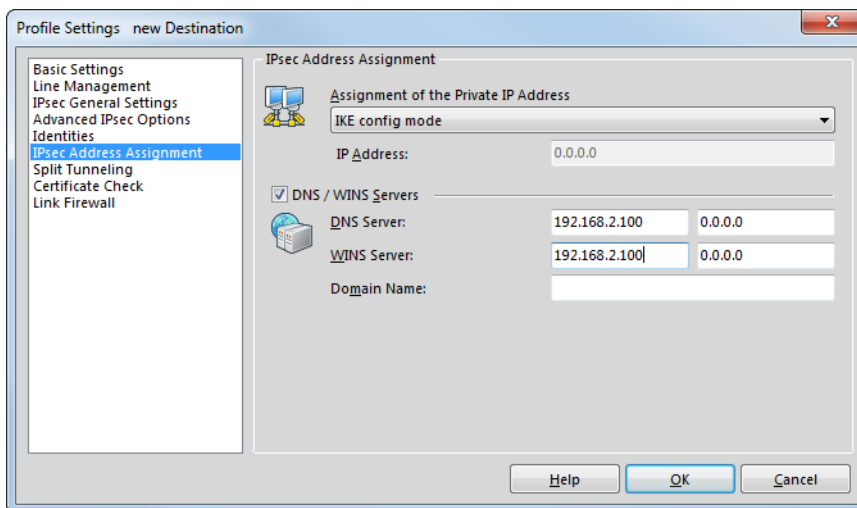 Profile Settings   new Destination
Basic Settings
Line Management
IPsec General Settings
Advanced IPsec Options
Identities
IPsec Address Assignment
Split Tunneling
Certificate Check
Link Firewall
IPsec Address Assignment
Assignment of the Private IP Address
IKE config mode
IP Address: 0.0.0.0
DNS / WINS Servers
DNS Server: 192.168.2.100 0.0.0.0
WINS Server: 192.168.2.100 0.0.0.0
Domain Name:
Help OK Cancel